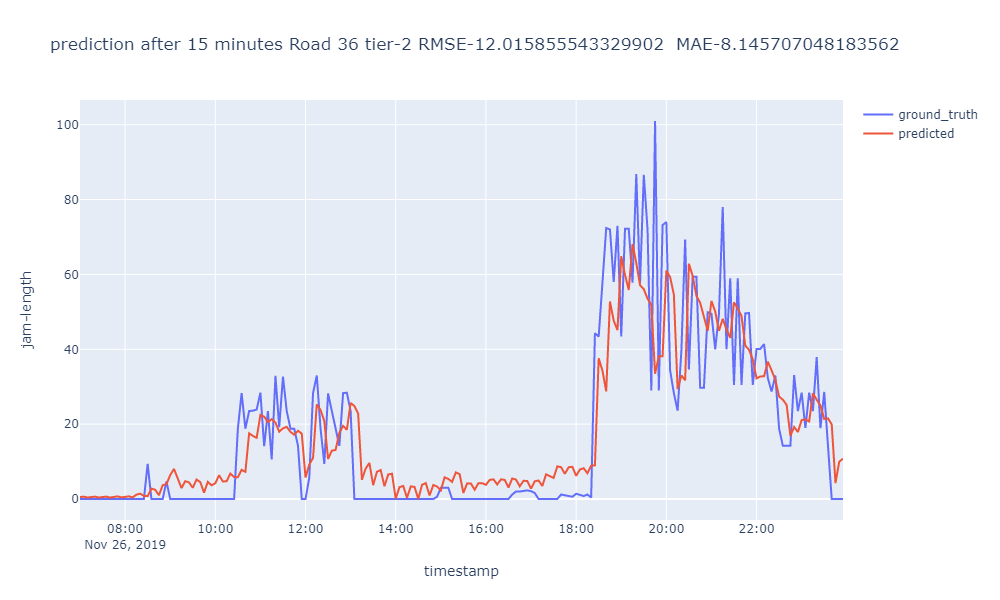 prediction after 15 minutes Road 36 tier-2 RMSE-12.015855543329902  MAE-8.145707048183562
ground_truth
predicted
100
80
60
40
20
0
jam-length
08:00 10:00 12:00 14:00 16:00 18:00 20:00 22:00
Nov 26, 2019
timestamp